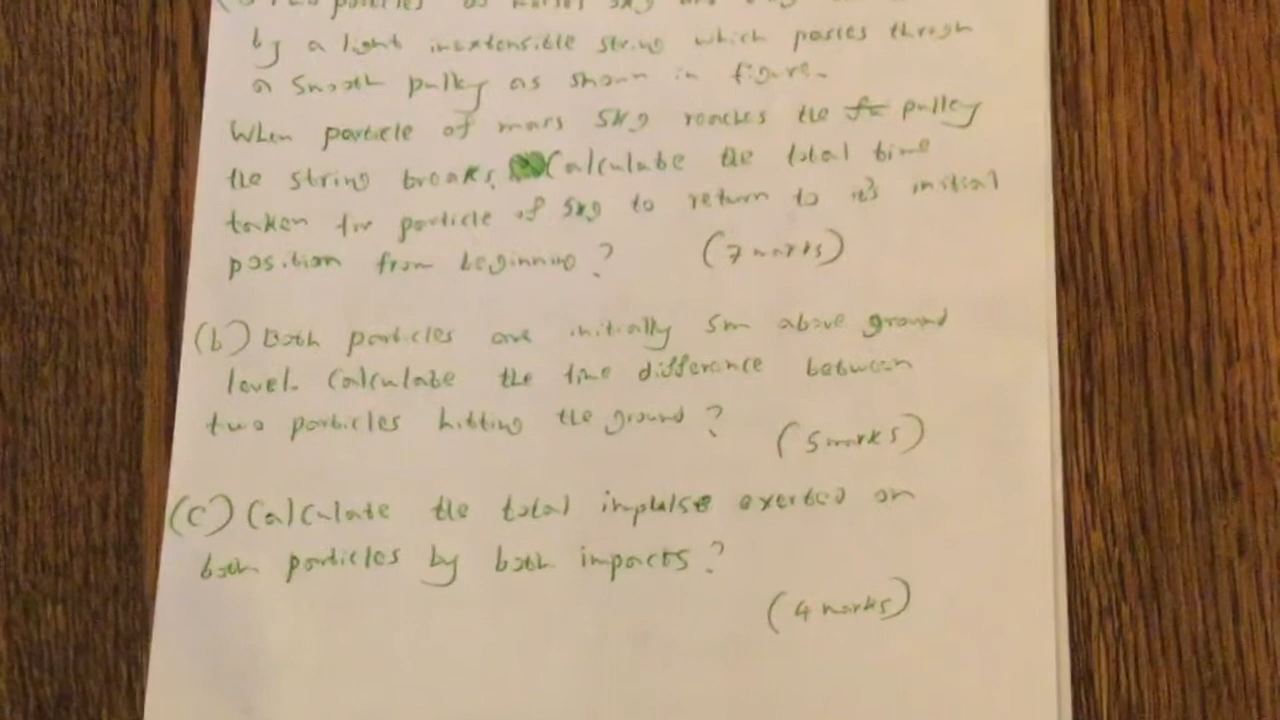 particles
by a light inextensible string which passes through
a smooth pulley as shown in figure.
When particle of mass 5kg reaches the pulley
the string breaks. Calculate the total time
taken for particle of 5kg to return to it's initial
position from beginning? (7 marks)
(b) Both particles are initially 5m above ground
level. Calculate the time difference between
two particles hitting the ground?
(5 marks)
(c) Calculate the total impulse exerted on
both particles by both impacts?
(4 marks)